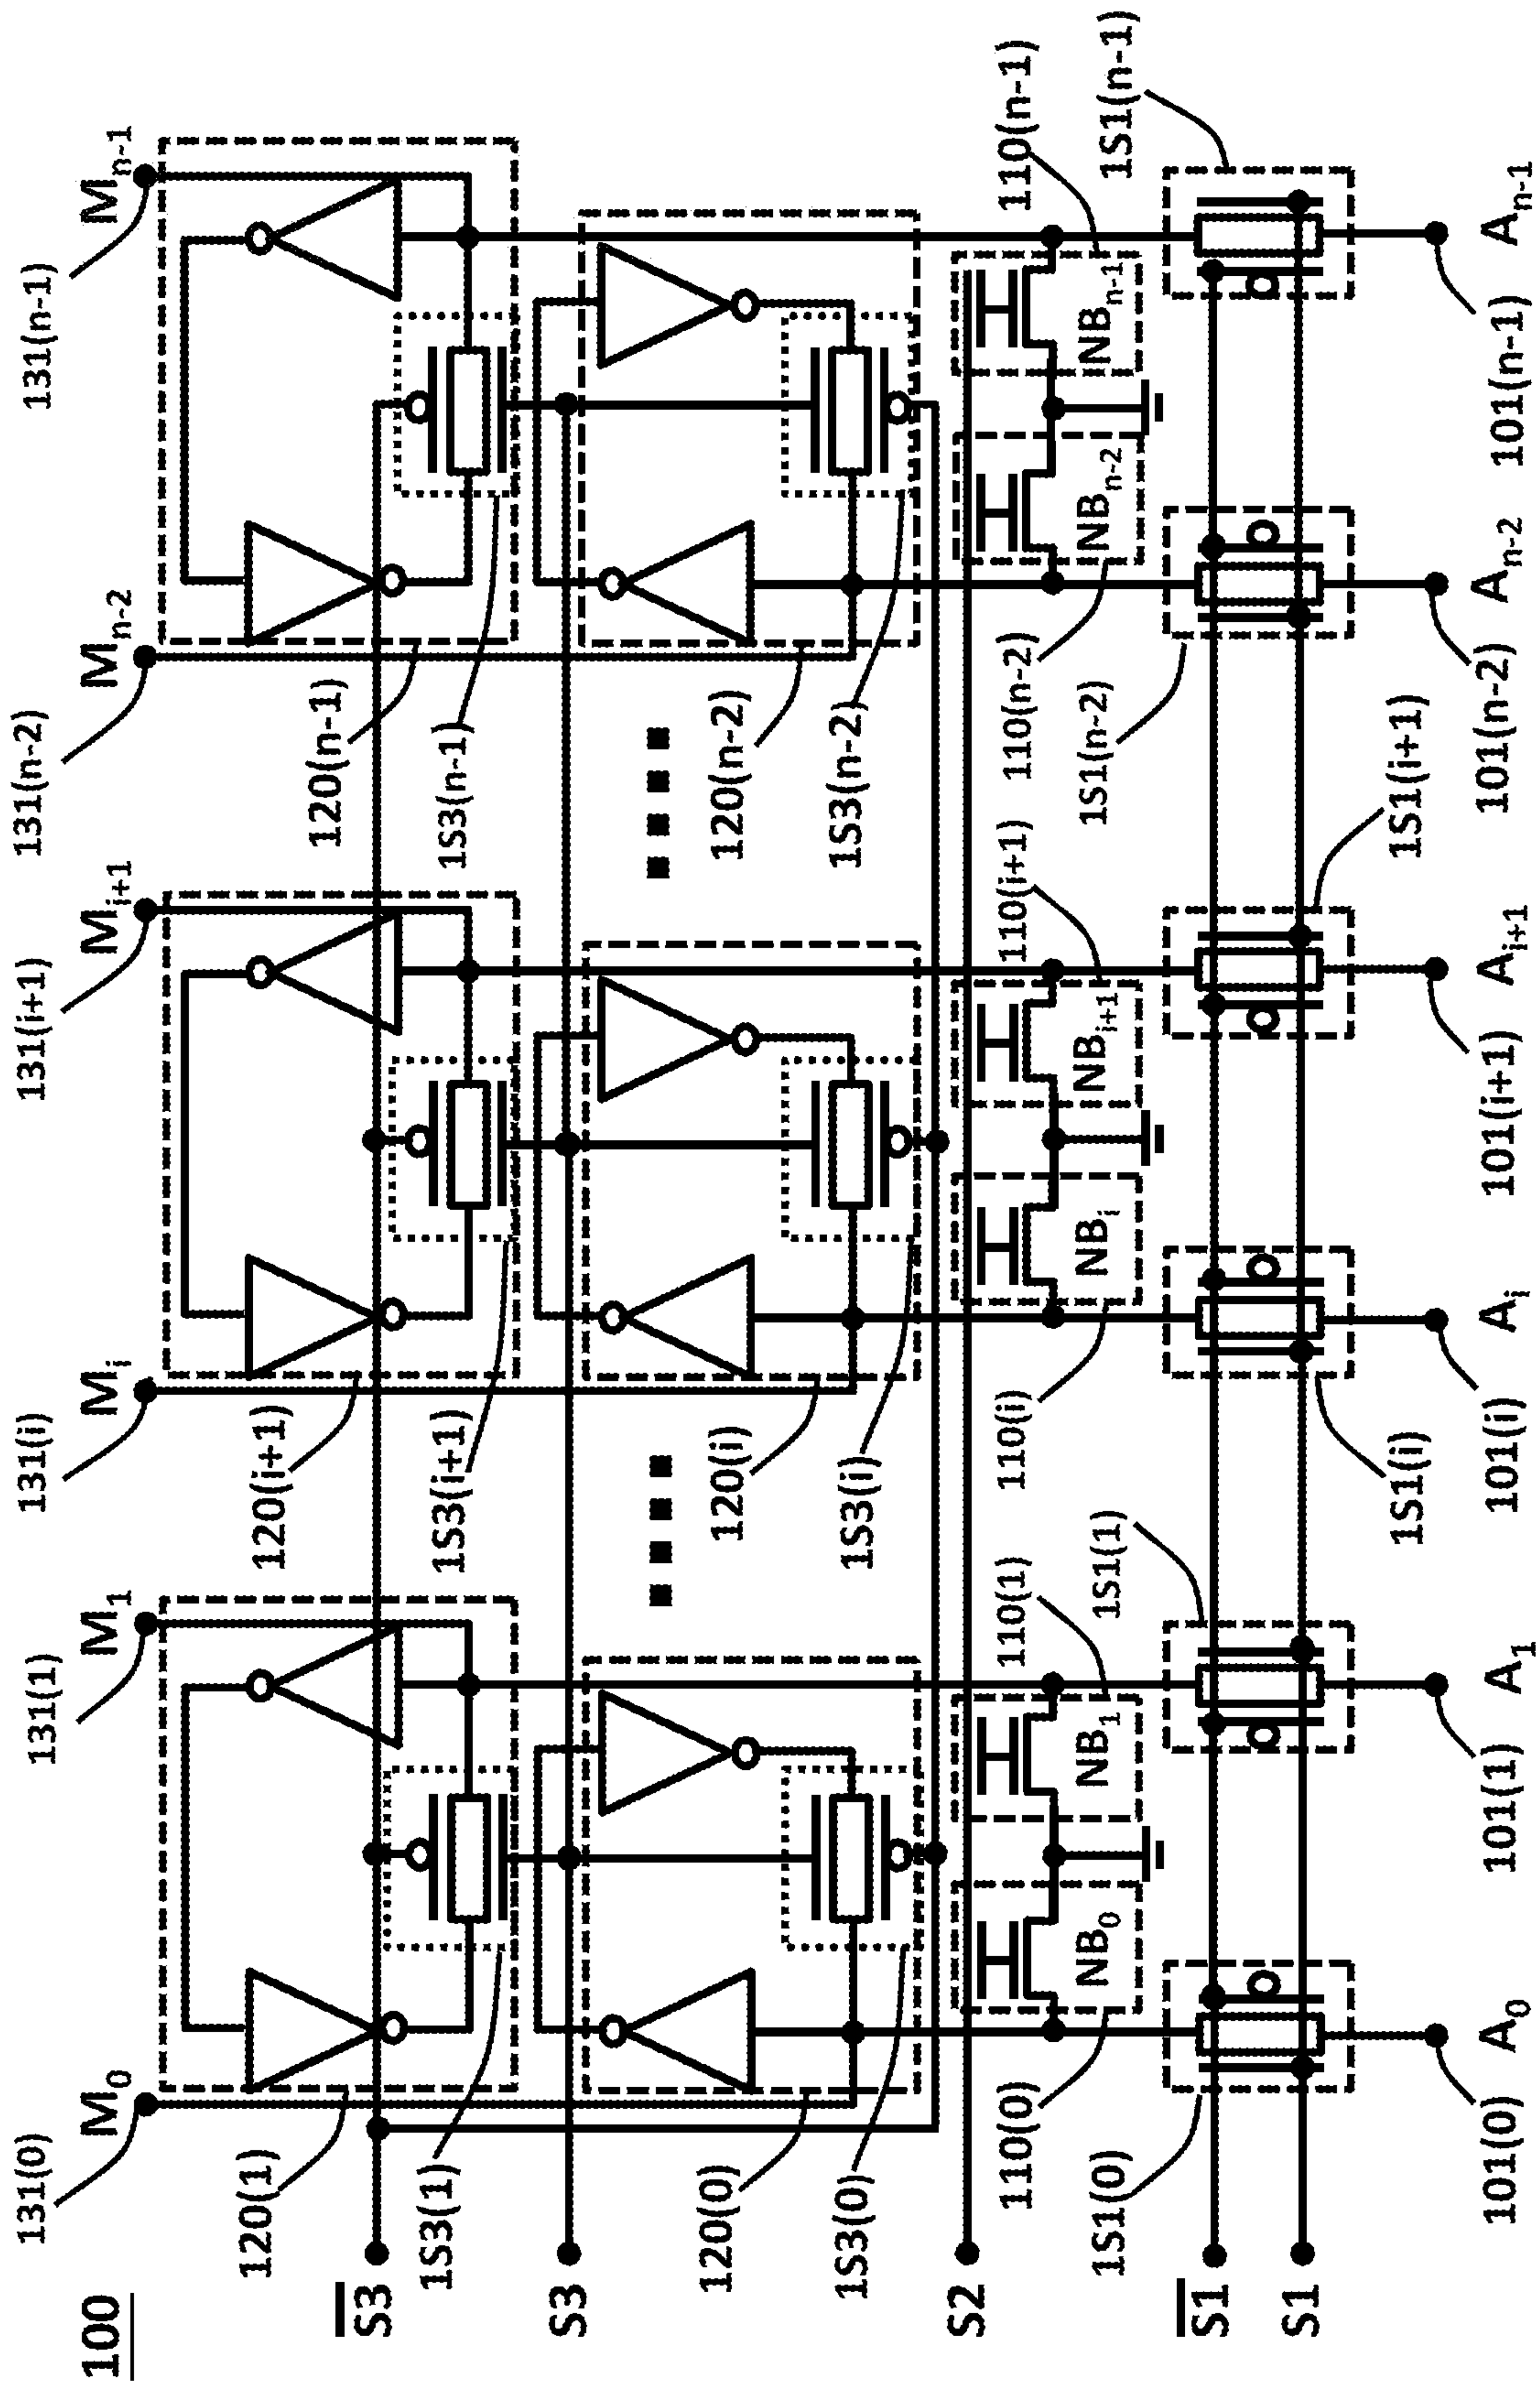 100
131(0)
M0
131(1)
M1
131(i)
Mi
131(i+1)
Mi+1
131(n-2)
Mn-2
131(n-1)
Mn-1
120(1)
120(i+1)
120(n-1)
S3
1S3(1)
1S3(i+1)
1S3(n-1)
S3
120(0)
120(i)
120(n-2)
1S3(0)
1S3(i)
1S3(n-2)
S2
110(0)
110(1)
110(i)
110(i+1)
110(n-2)
110(n-1)
NB0
NB1
NBi
NBi+1
NBn-2
NBn-1
1S1(0)
1S1(1)
1S1(n-2)
1S1(n-1)
S1
S1
1S1(i)
1S1(i+1)
101(0)
A0
101(1)
A1
101(i)
Ai
101(i+1)
Ai+1
101(n-2)
An-2
101(n-1)
An-1